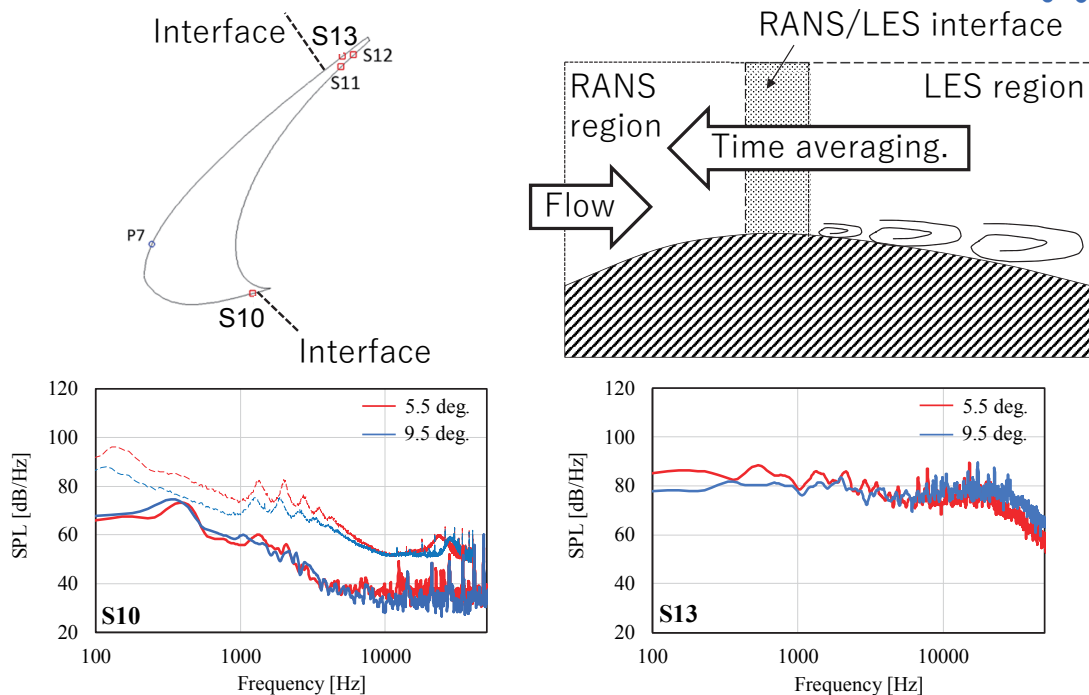 Interface
S13
S12
S11
P7
S10
Interface
RANS/LES interface
RANS
region
LES region
Time averaging.
Flow
120
100
80
60
40
20
SPL [dB/Hz]
5.5 deg.
9.5 deg.
S10
100
1000
10000
Frequency [Hz]
120
100
80
60
40
20
SPL [dB/Hz]
5.5 deg.
9.5 deg.
S13
100
1000
10000
Frequency [Hz]